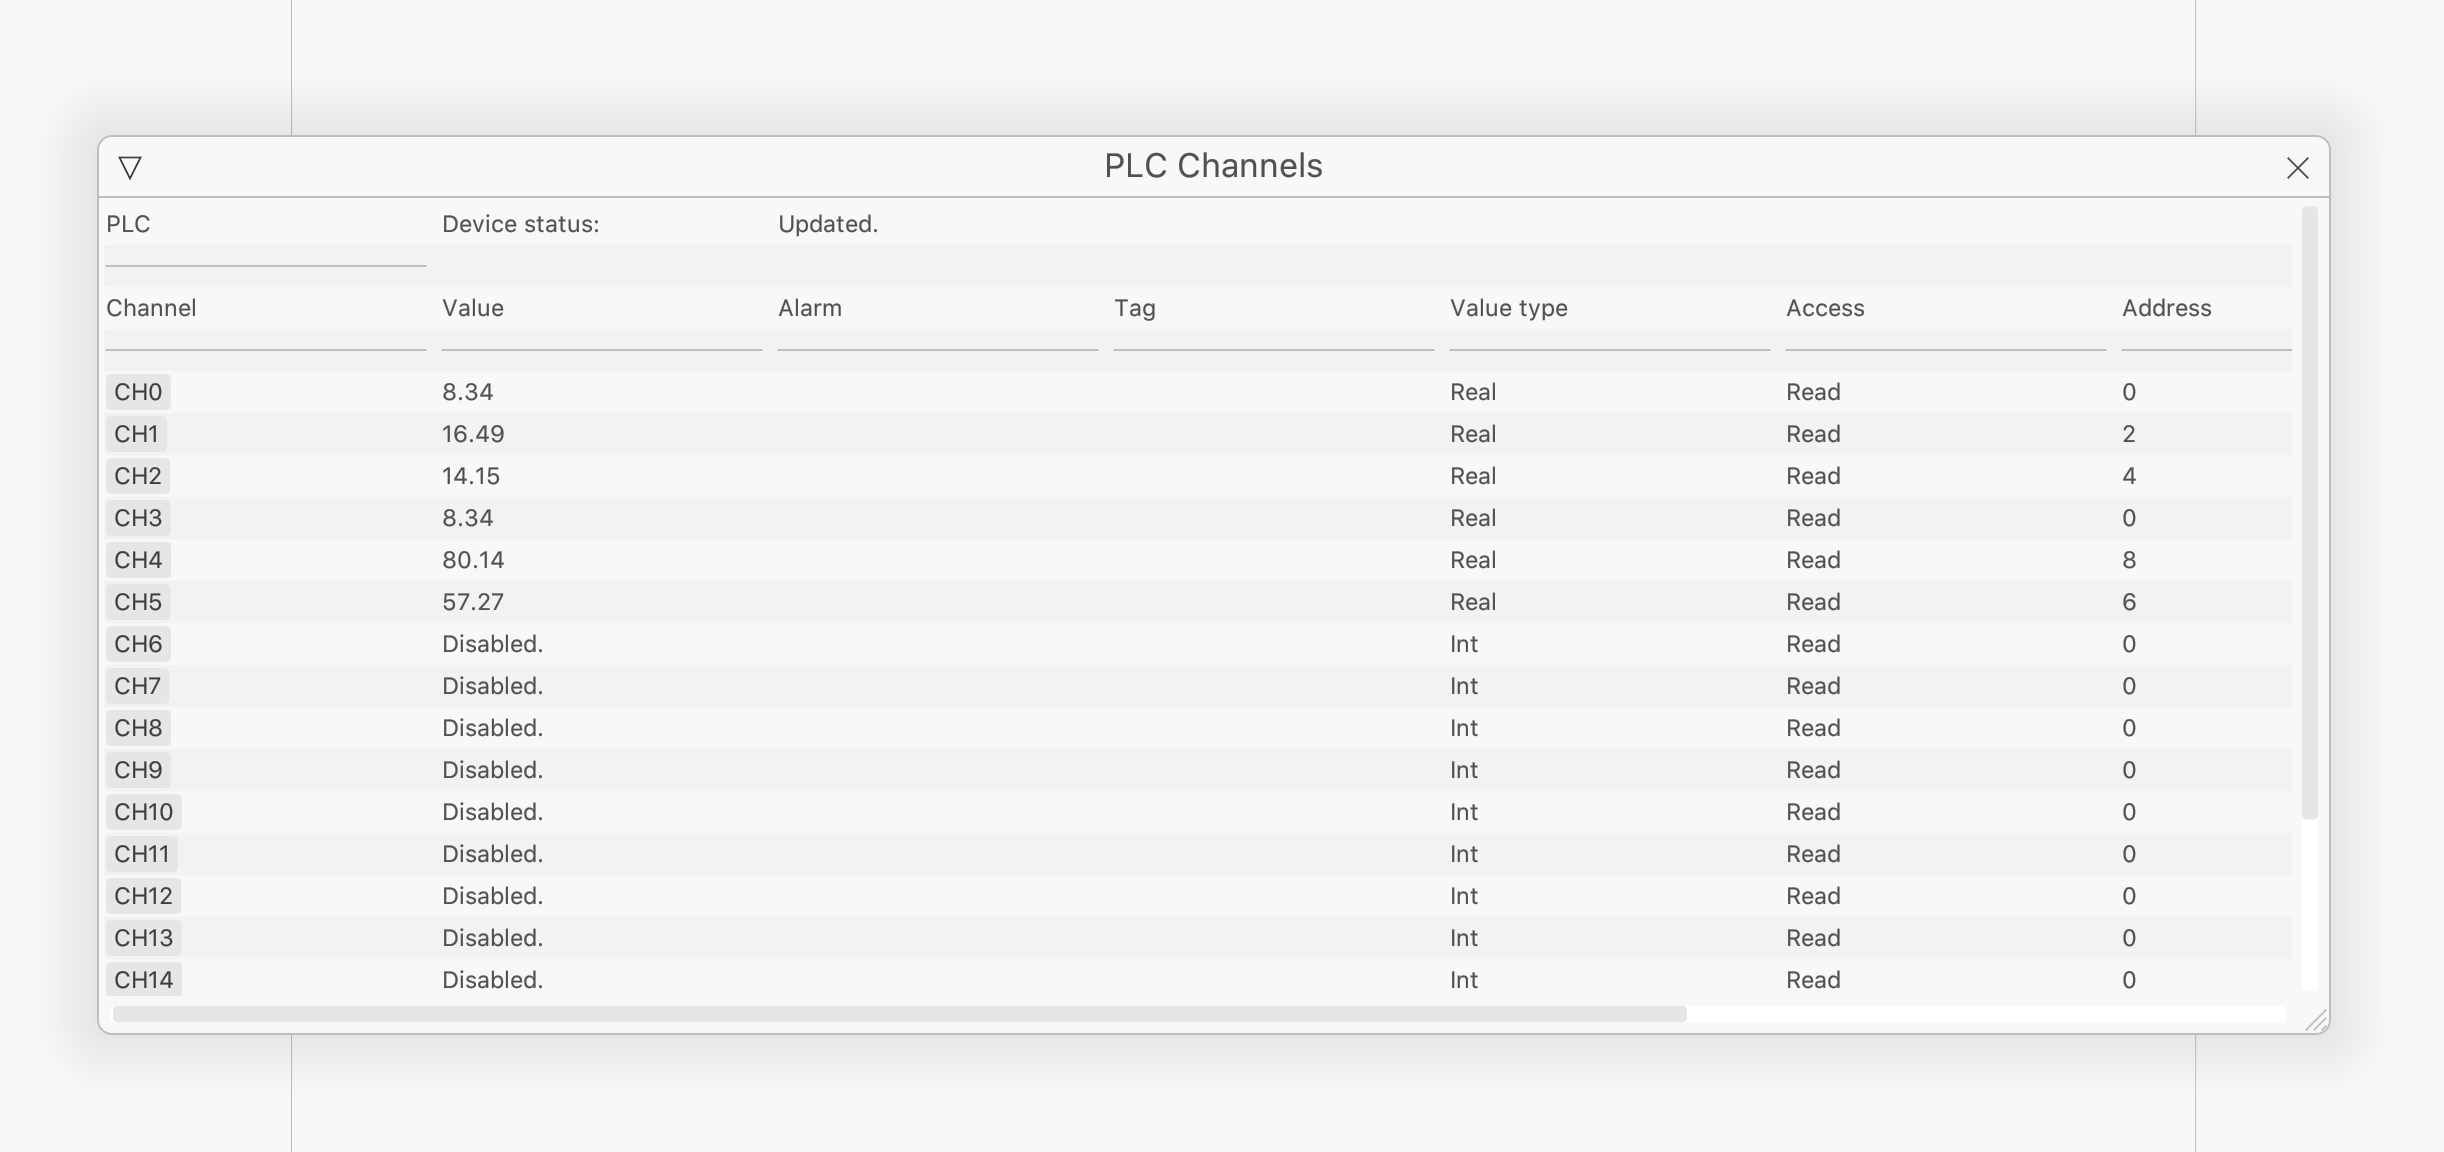 PLC Channels
PLC Device status: Updated.
Channel Value Alarm Tag Value type Access Address
CH0 8.34 Real Read 0
CH1 16.49 Real Read 2
CH2 14.15 Real Read 4
CH3 8.34 Real Read 0
CH4 80.14 Real Read 8
CH5 57.27 Real Read 6
CH6 Disabled. Int Read 0
CH7 Disabled. Int Read 0
CH8 Disabled. Int Read 0
CH9 Disabled. Int Read 0
CH10 Disabled. Int Read 0
CH11 Disabled. Int Read 0
CH12 Disabled. Int Read 0
CH13 Disabled. Int Read 0
CH14 Disabled. Int Read 0